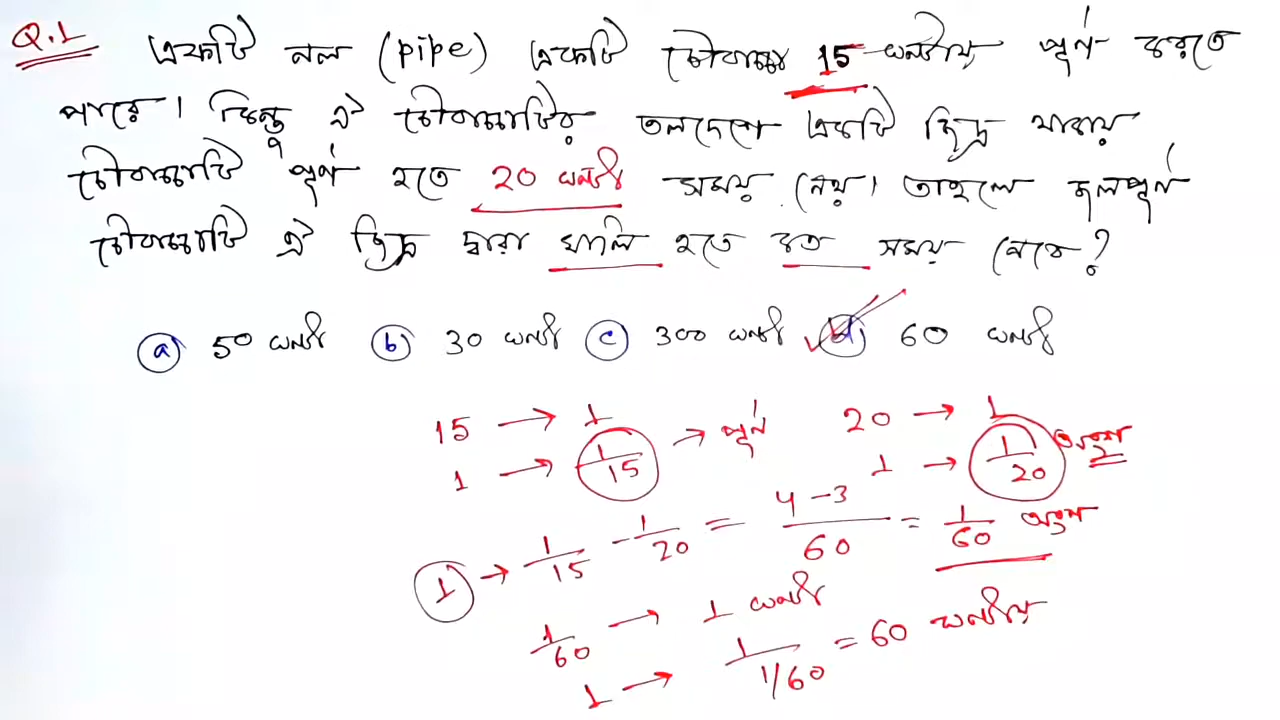 Q.1 একটি নল (pipe) একটি চৌবাচ্চা 15 ঘন্টায় পূর্ণ করতে
পারে। কিন্তু ঐ চৌবাচ্চাটির তলদেশে একটি ছিদ্র থাকায়
চৌবাচ্চাটি পূর্ণ হতে 20 ঘন্টা সময় নেয়। তাহলে জলপূর্ণ
চৌবাচ্চাটি ঐ ছিদ্র দ্বারা খালি হতে কত সময় নেবে?
(a) 50 ঘন্টা (b) 30 ঘন্টা (c) 300 ঘন্টা (d) 60 ঘন্টা
15 → 1 20 → 1
1 → 1/15 → পূর্ণ 1 → 1/20 অংশ
1 → 1/15 - 1/20 = 4-3/60 = 1/60 অংশ
1/60 → 1 ঘন্টা
1 → 1/1/60 = 60 ঘন্টায়